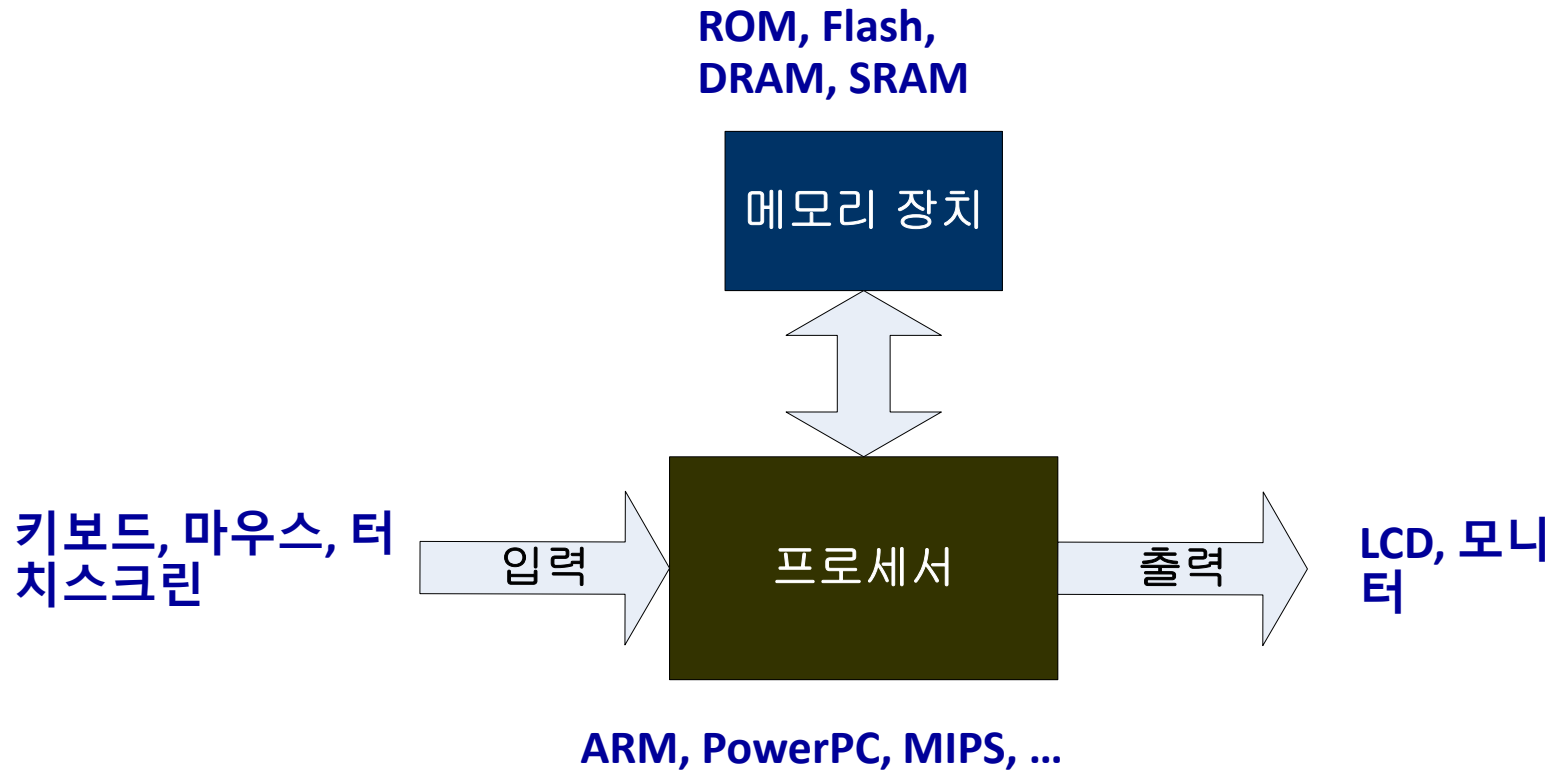 ROM, Flash,
DRAM, SRAM
메모리 장치
키보드, 마우스, 터
치스크린
입력
프로세서
출력
LCD, 모니
터
ARM, PowerPC, MIPS, …